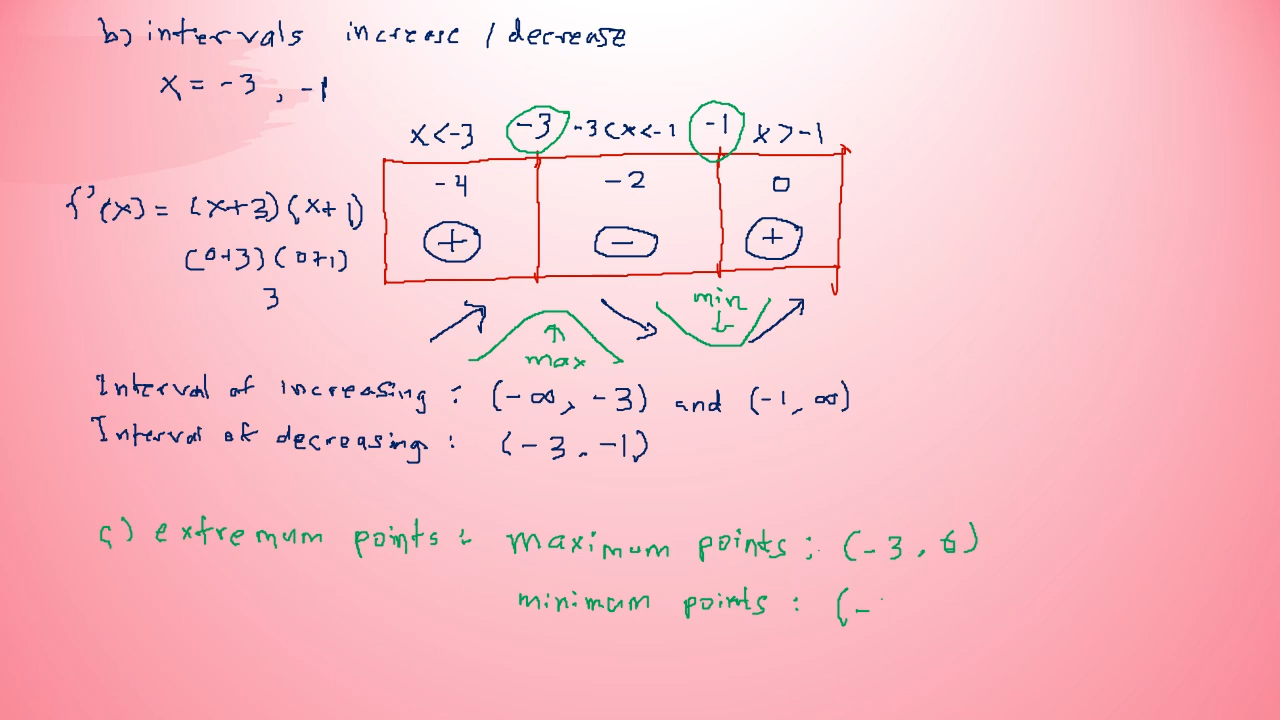 b) intervals increase / decrease
x = -3 , -1
x<-3 -3 -3<x<-1 -1 x>-1
-4 -2 0
f'(x) = (x+3)(x+1)
+ - +
(0+3)(0+1)
3
min
max
Interval of increasing : (-∞, -3) and (-1, ∞)
Interval of decreasing : (-3, -1)
c) extremum points : maximum points : (-3, 6)
minimum points : (-